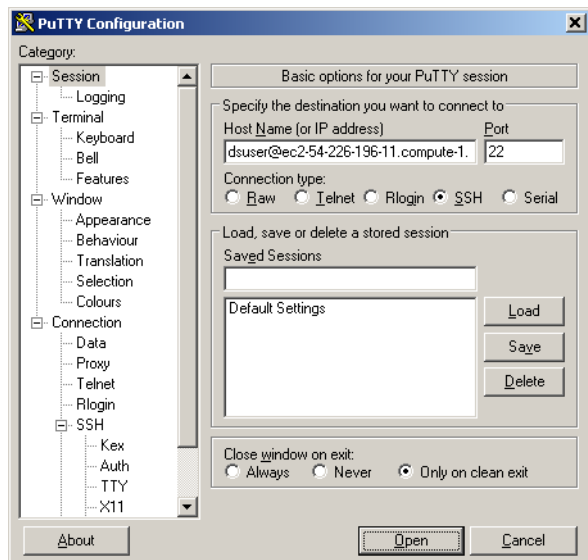 PuTTY Configuration
Category:
Session
Logging
Terminal
Keyboard
Bell
Features
Window
Appearance
Behaviour
Translation
Selection
Colours
Connection
Data
Proxy
Telnet
Rlogin
SSH
Kex
Auth
TTY
X11
Basic options for your PuTTY session
Specify the destination you want to connect to
Host Name (or IP address) Port
dsuser@ec2-54-226-196-11.compute-1. 22
Connection type:
Raw Telnet Rlogin SSH Serial
Load, save or delete a stored session
Saved Sessions
Default Settings
Load
Save
Delete
Close window on exit:
Always Never Only on clean exit
About Open Cancel